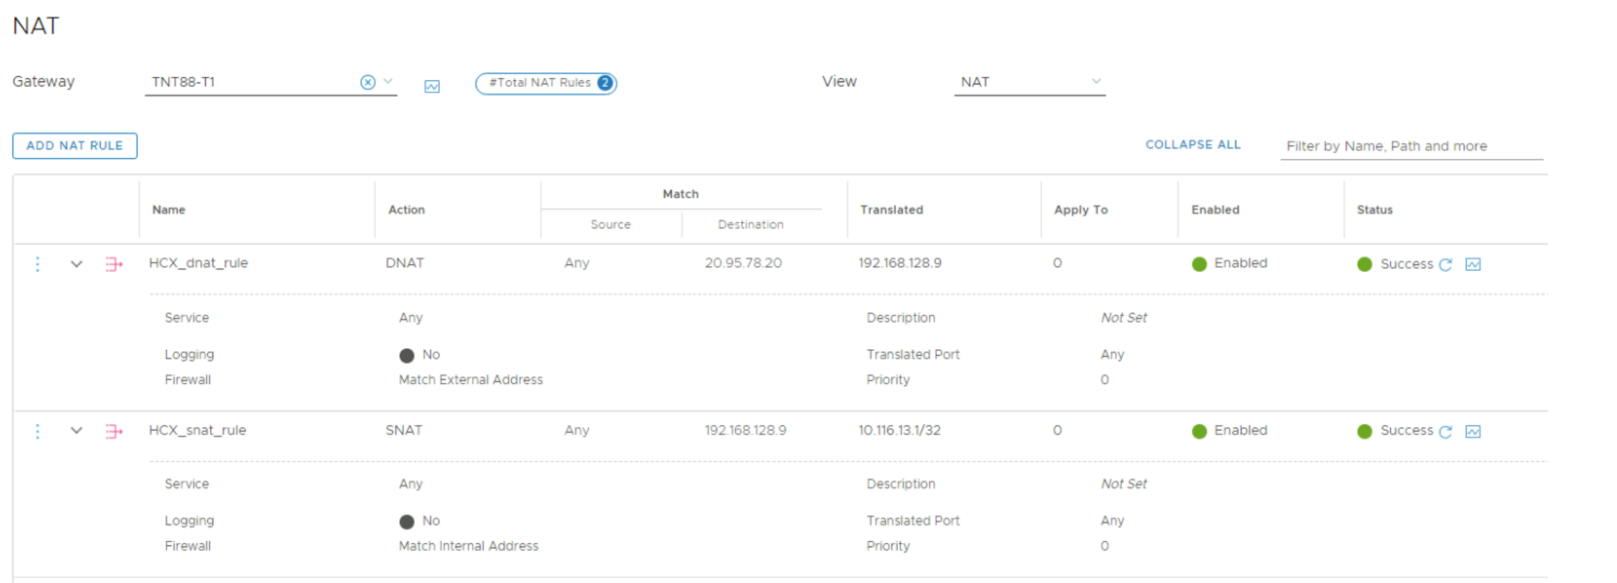 NAT
Gateway TNT88-T1 #Total NAT Rules 2 View NAT
ADD NAT RULE COLLAPSE ALL Filter by Name, Path and more
Name Action Match Translated Apply To Enabled Status
Source Destination
HCX_dnat_rule DNAT Any 20.95.78.20 192.168.128.9 0 Enabled Success
Service Any Description Not Set
Logging No Translated Port Any
Firewall Match External Address Priority 0
HCX_snat_rule SNAT Any 192.168.128.9 10.116.13.1/32 0 Enabled Success
Service Any Description Not Set
Logging No Translated Port Any
Firewall Match Internal Address Priority 0